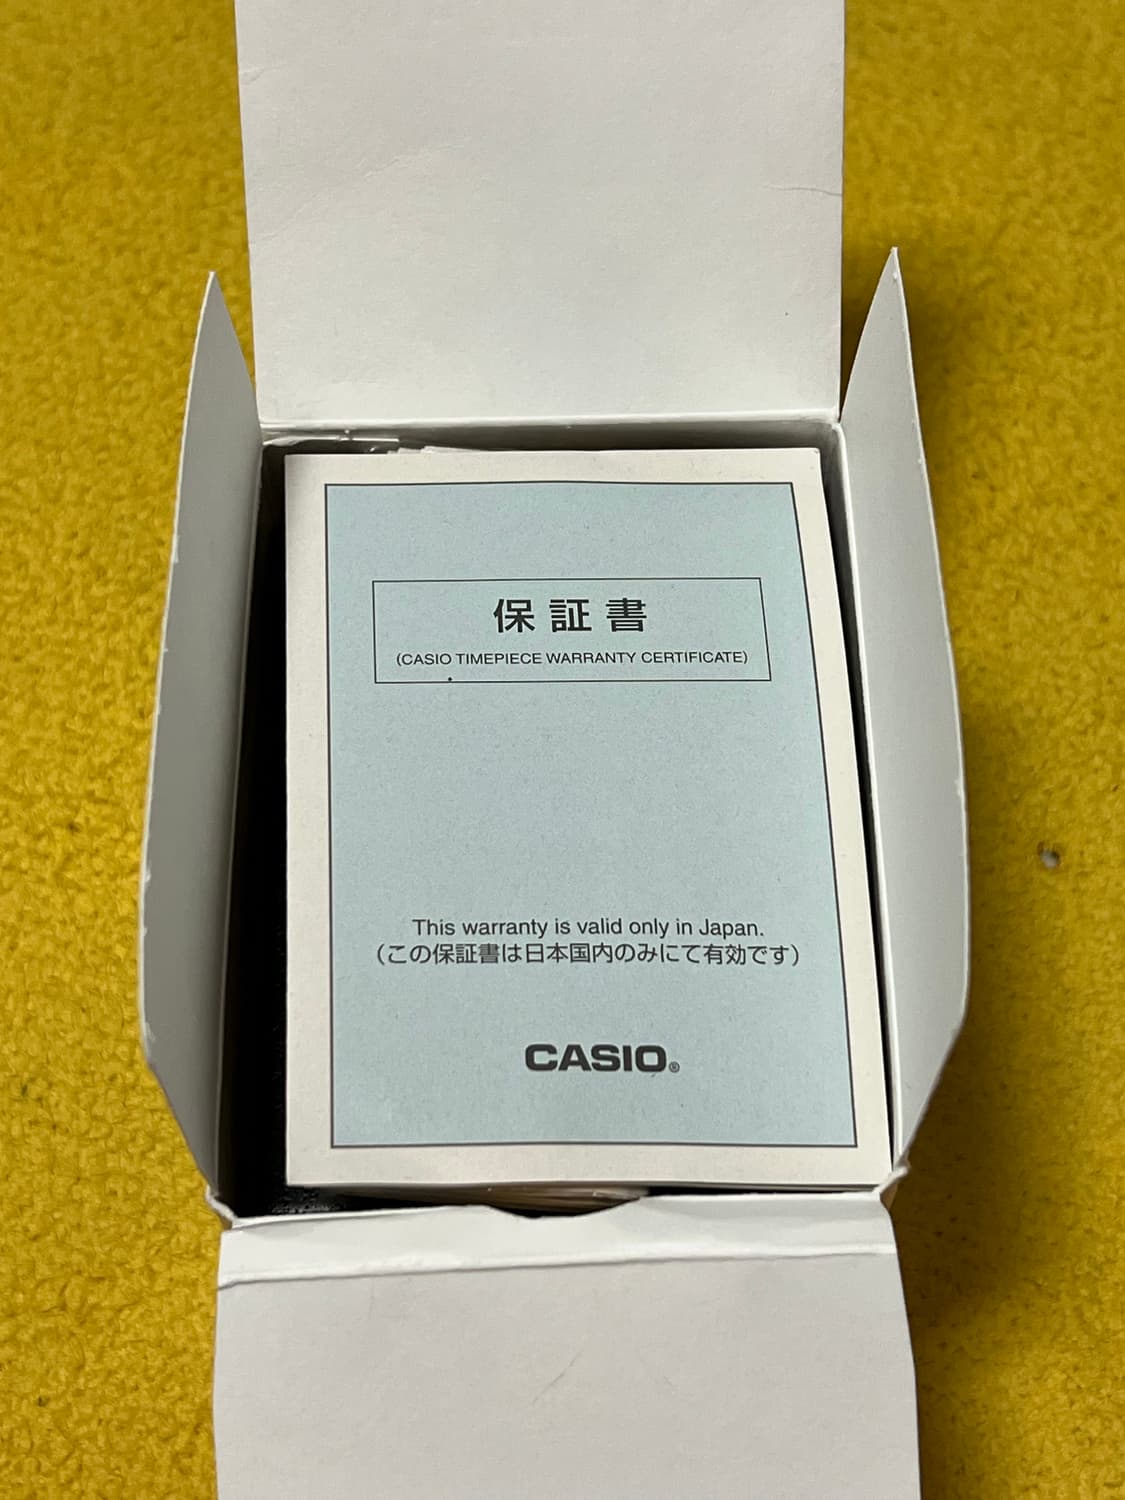 保証書
(CASIO TIMEPIECE WARRANTY CERTIFICATE)
This warranty is valid only in Japan.
(この保証書は日本国内のみにて有効です)
CASIO®